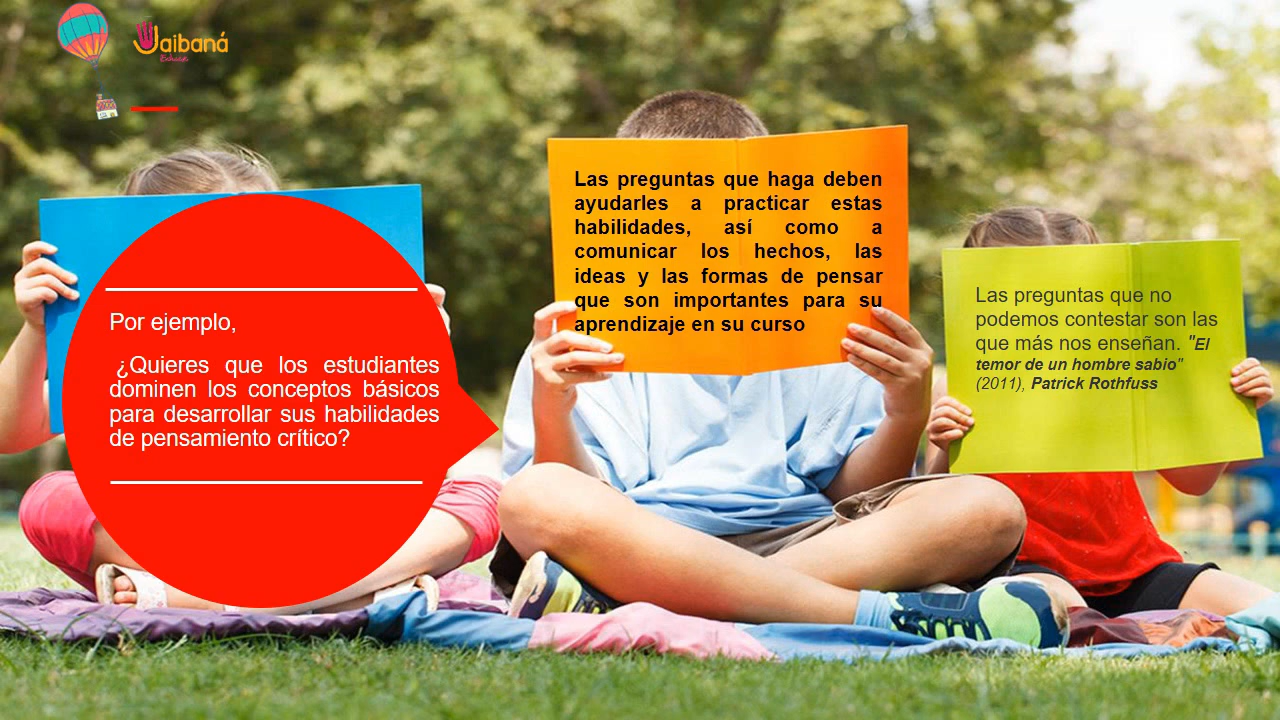 Jaibaná
Educa
Por ejemplo,
¿Quieres que los estudiantes
dominen los conceptos básicos
para desarrollar sus habilidades
de pensamiento crítico?
Las preguntas que haga deben
ayudarles a practicar estas
habilidades, así como a
comunicar los hechos, las
ideas y las formas de pensar
que son importantes para su
aprendizaje en su curso
Las preguntas que no
podemos contestar son las
que más nos enseñan. "El
temor de un hombre sabio"
(2011), Patrick Rothfuss